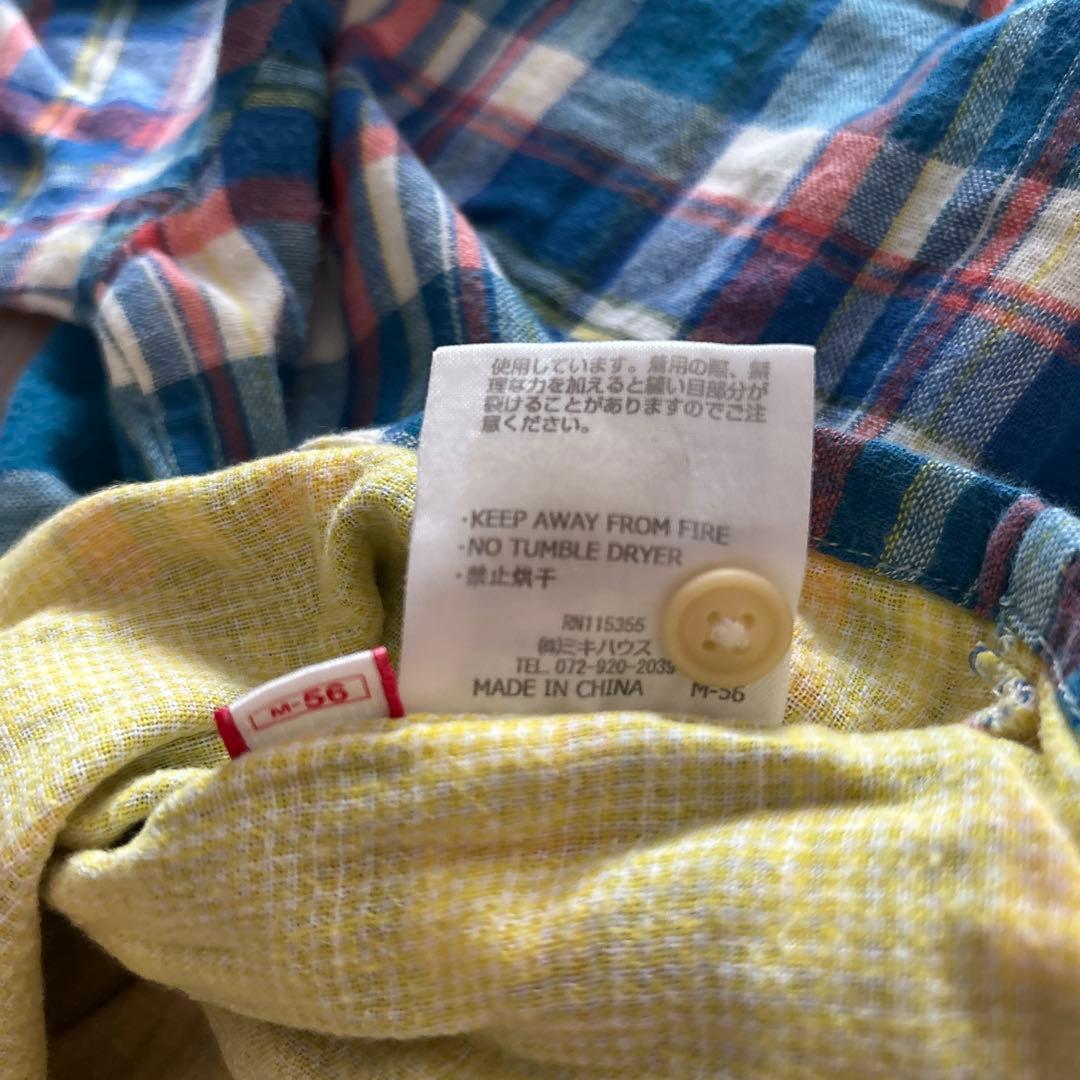 使用しています。着用の際、無
理な力を加えると縫い目部分が
裂けることがありますのでご注
意ください。
・KEEP AWAY FROM FIRE
・NO TUMBLE DRYER
・禁止烘干
RN115355
㈱ミキハウス
TEL. 072-920-2039
MADE IN CHINA M-56
M-56